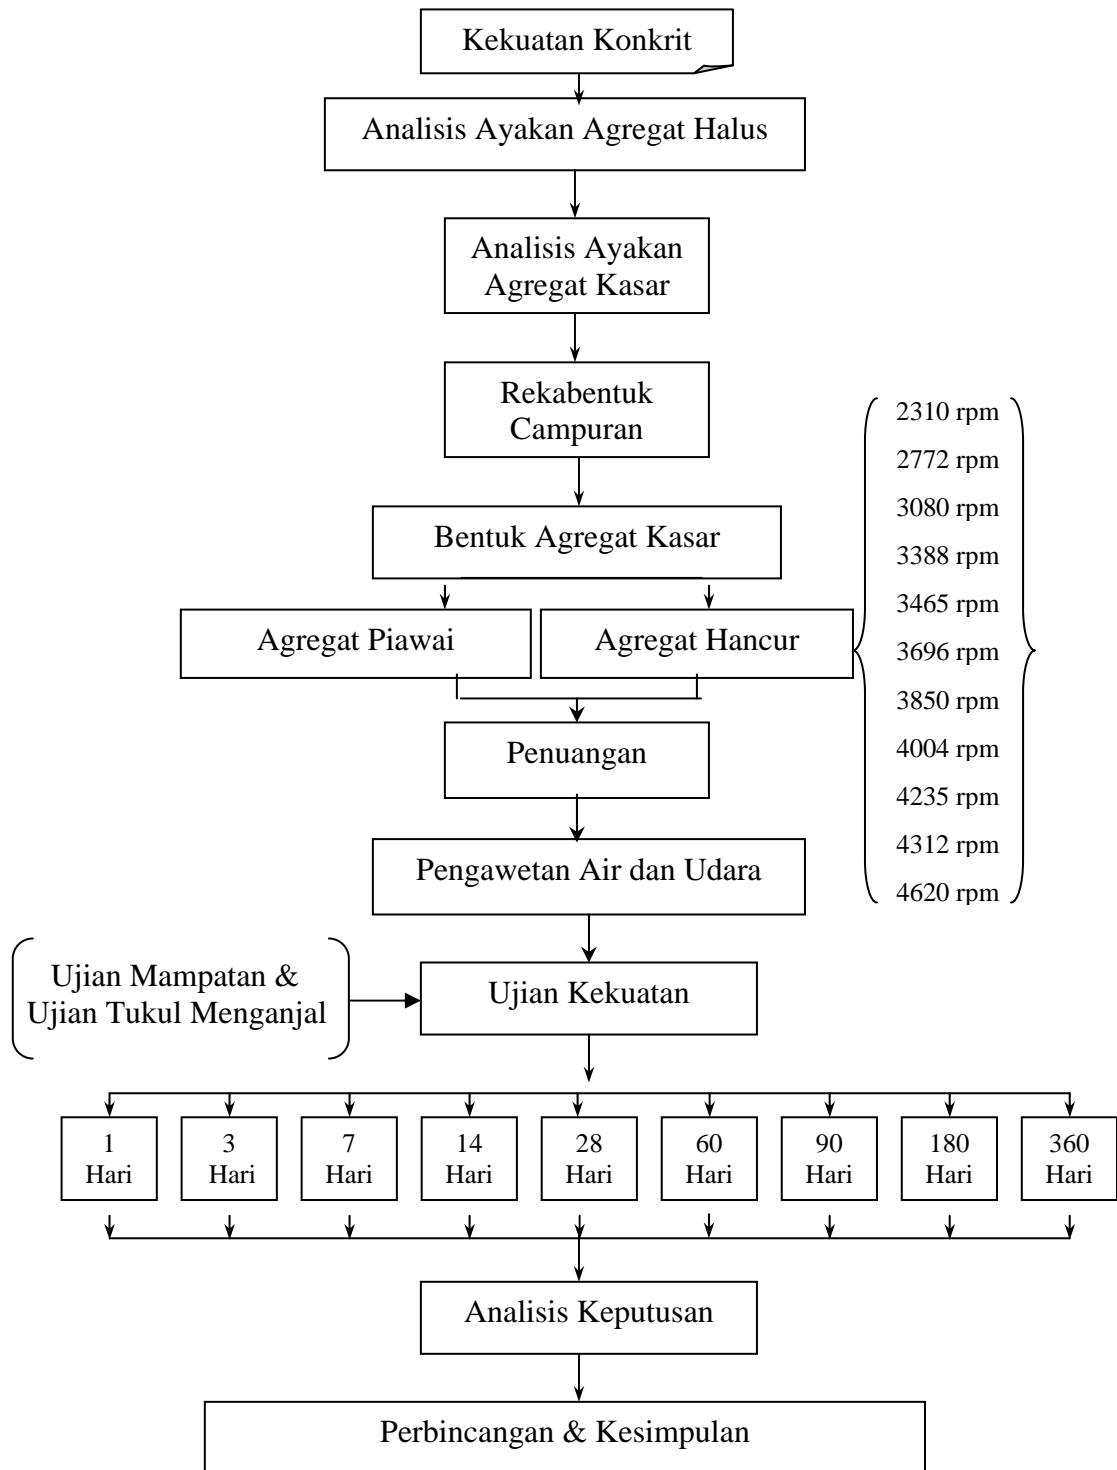 Kekuatan Konkrit
Analisis Ayakan Agregat Halus
Analisis Ayakan
Agregat Kasar
Rekabentuk
Campuran
Bentuk Agregat Kasar
Agregat Piawai
Agregat Hancur
2310 rpm
2772 rpm
3080 rpm
3388 rpm
3465 rpm
3696 rpm
3850 rpm
4004 rpm
4235 rpm
4312 rpm
4620 rpm
Penuangan
Pengawetan Air dan Udara
Ujian Mampatan &
Ujian Tukul Menganjal
Ujian Kekuatan
1
Hari
3
Hari
7
Hari
14
Hari
28
Hari
60
Hari
90
Hari
180
Hari
360
Hari
Analisis Keputusan
Perbincangan & Kesimpulan